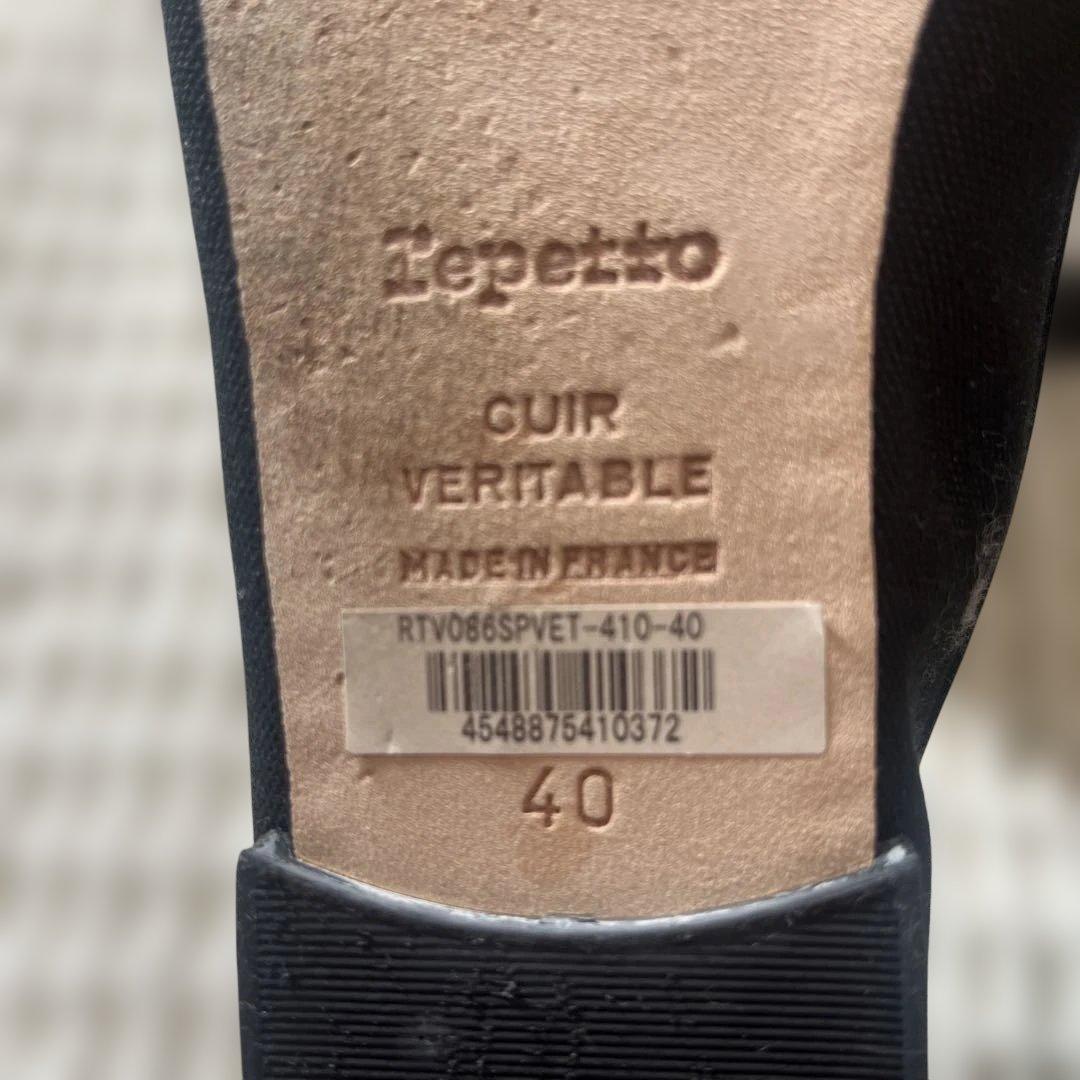 repetto
CUIR
VERITABLE
MADE IN FRANCE
RTV086SPVET-410-40
4548875410372
40